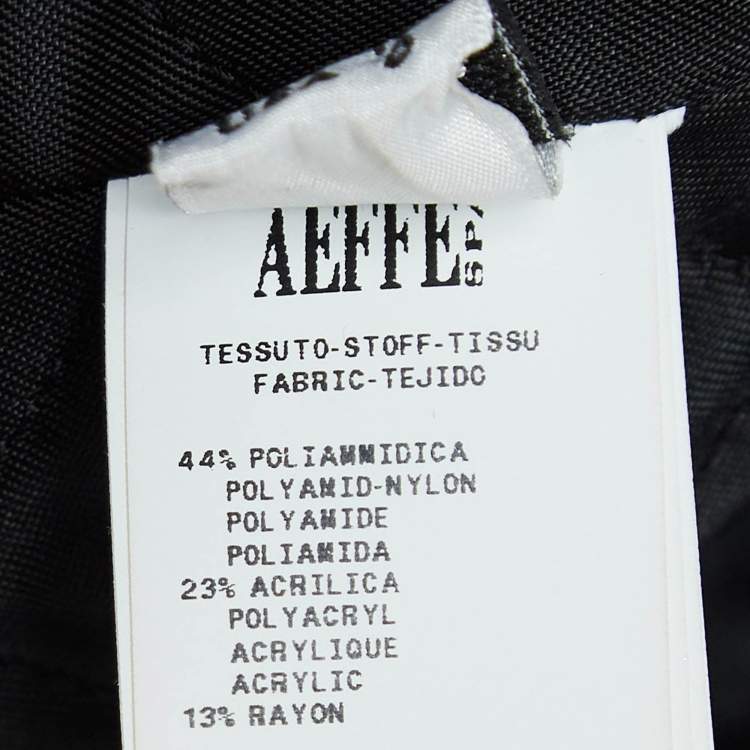 AEFFE SPA
TESSUTO-STOFF-TISSU
FABRIC-TEJIDO
44% POLIAMMIDICA
POLYAMID-NYLON
POLYAMIDE
POLIAMIDA
23% ACRILICA
POLYACRYL
ACRYLIQUE
ACRYLIC
13% RAYON